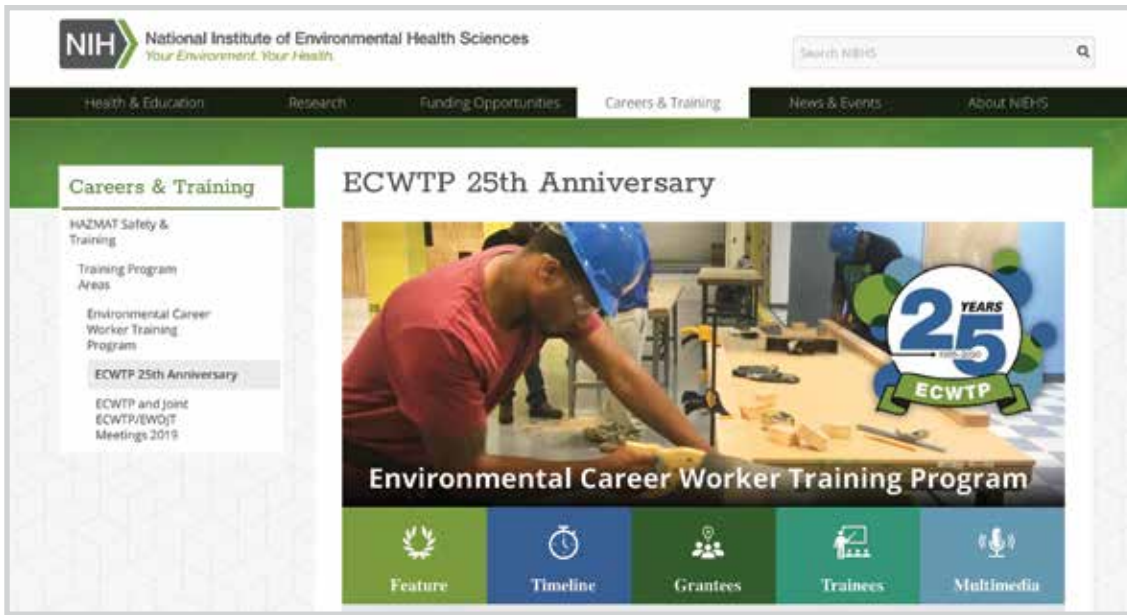 NIH
National Institute of Environmental Health Sciences
Your Environment. Your Health.
Search NIEHS
Health & Education
Research
Funding Opportunities
Careers & Training
News & Events
About NIEHS
Careers & Training
HAZMAT Safety &
Training
Training Program
Areas
Environmental Career
Worker Training
Program
ECWTP 25th Anniversary
ECWTP and Joint
ECWTP/EWOJT
Meetings 2019
ECWTP 25th Anniversary
25
YEARS
1995-2020
ECWTP
Environmental Career Worker Training Program
Feature
Timeline
Grantees
Trainees
Multimedia